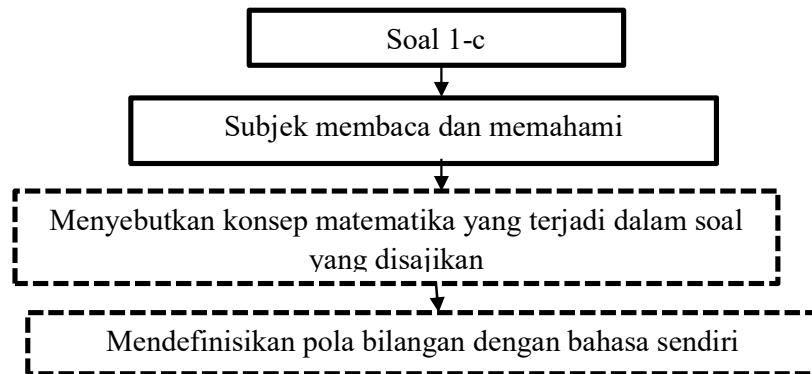 Soal 1-c
Subjek membaca dan memahami
Menyebutkan konsep matematika yang terjadi dalam soal
yang disajikan
Mendefinisikan pola bilangan dengan bahasa sendiri